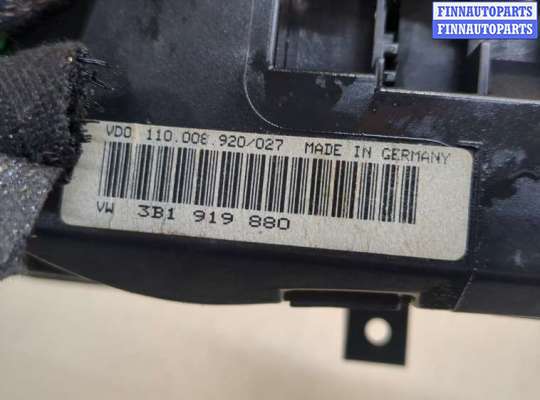 FINNAUTOPARTS
FINNAUTOPARTS
VDO 110.008.920/027 MADE IN GERMANY
VW 3B1 919 880